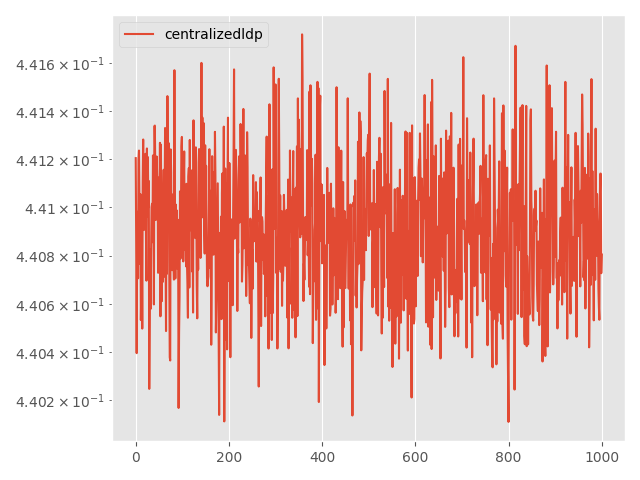 centralizedldp
4.416 × 10⁻¹
4.414 × 10⁻¹
4.412 × 10⁻¹
4.41 × 10⁻¹
4.408 × 10⁻¹
4.406 × 10⁻¹
4.404 × 10⁻¹
4.402 × 10⁻¹
0 200 400 600 800 1000